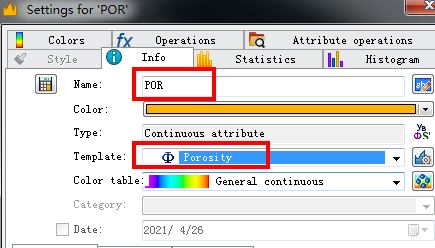 Settings for 'POR'
Colors fx Operations Attribute operations
Style Info Statistics Histogram
Name: POR
Color:
Type: Continuous attribute
Template: Φ Porosity
Color table: General continuous
Category:
Date: 2021/ 4/26